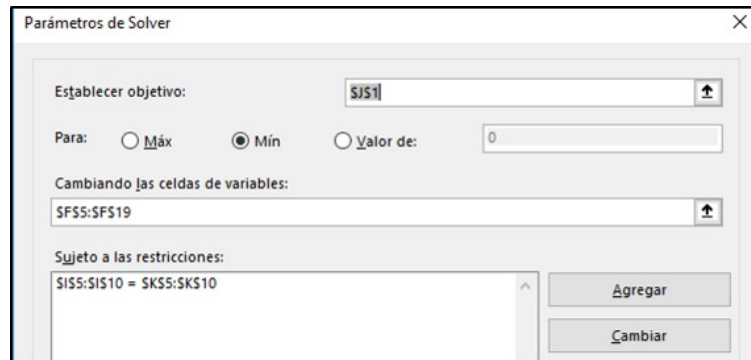 Parámetros de Solver
Establecer objetivo: $J$1
Para: Máx Mín Valor de: 0
Cambiando las celdas de variables:
$F$5:$F$19
Sujeto a las restricciones:
$I$5:$I$10 = $K$5:$K$10
Agregar
Cambiar